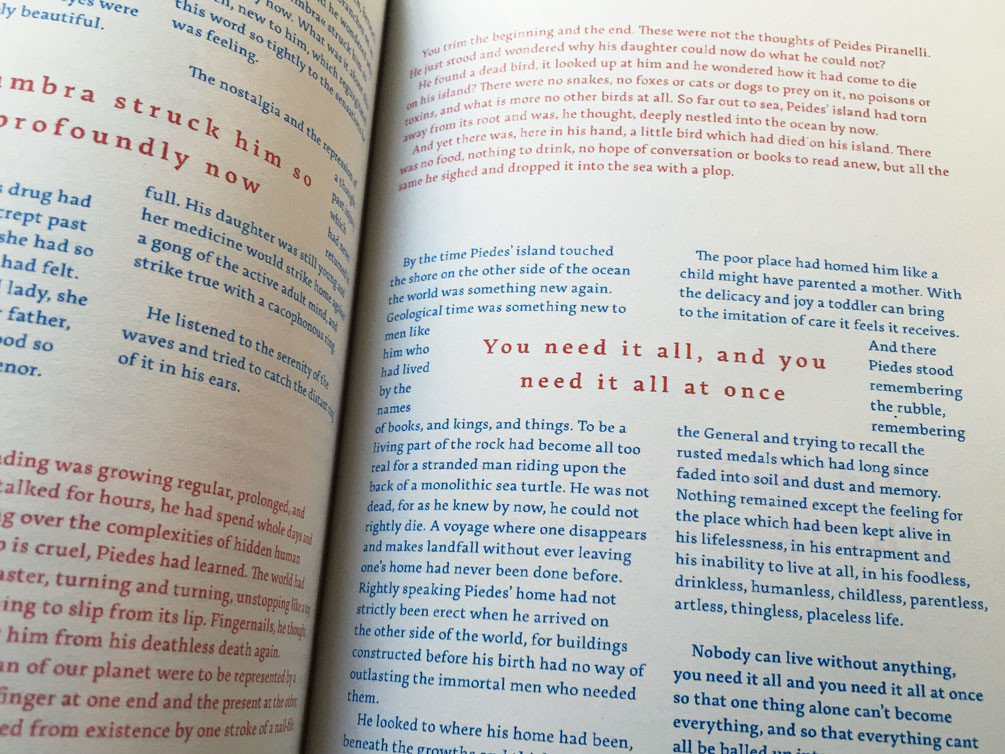 yes were
ly beautiful.
now. What was it about
this word so tightly to the sensation he
was feeling.
The nostalgia and the repression of
ambra struck him so
profoundly now
s drug had
crept past
she had so
had felt.
l lady, she
r father,
ood so
enor.
past
which
had
full. His daughter was still young and
her medicine would strike home against
a gong of the active adult mind, and
strike true with a cacophonous ring
He listened to the serenity of the
waves and tried to catch the distant ring
of it in his ears.
ding was growing regular, prolonged, and
talked for hours, he had spend whole days and
g over the complexities of hidden human
p is cruel, Piedes had learned. The world had
aster, turning and turning, unstopping like a top
ning to slip from its lip. Fingernails, he thought
him from his deathless death again.
an of our planet were to be represented by a
finger at one end and the present at the other
ed from existence by one stroke of a nail-file
You trim the beginning and the end. These were not the thoughts of Peides Piranelli.
He just stood and wondered why his daughter could now do what he could not?
He found a dead bird, it looked up at him and he wondered how it had come to die
on his island? There were no snakes, no foxes or cats or dogs to prey on it, no poisons or
toxins, and what is more no other birds at all. So far out to sea, Peides' island had torn
away from its root and was, he thought, deeply nestled into the ocean by now.
And yet there was, here in his hand, a little bird which had died on his island. There
was no food, nothing to drink, no hope of conversation or books to read anew, but all the
same he sighed and dropped it into the sea with a plop.
By the time Piedes' island touched
the shore on the other side of the ocean
the world was something new again.
Geological time was something new to
men like
him who
had lived
by the
names
of books, and kings, and things. To be a
living part of the rock had become all too
real for a stranded man riding upon the
back of a monolithic sea turtle. He was not
dead, for as he knew by now, he could not
rightly die. A voyage where one disappears
and makes landfall without ever leaving
one's home had never been done before.
Rightly speaking Piedes' home had not
strictly been erect when he arrived on
the other side of the world, for buildings
constructed before his birth had no way of
outlasting the immortal men who needed
them.
He looked to where his home had been,
beneath the growths
You need it all, and you
need it all at once
The poor place had homed him like a
child might have parented a mother. With
the delicacy and joy a toddler can bring
to the imitation of care it feels it receives.
And there
Piedes stood
remembering
the rubble,
remembering
the General and trying to recall the
rusted medals which had long since
faded into soil and dust and memory.
Nothing remained except the feeling for
the place which had been kept alive in
his lifelessness, in his entrapment and
his inability to live at all, in his foodless,
drinkless, humanless, childless, parentless,
artless, thingless, placeless life.
Nobody can live without anything,
you need it all and you need it all at once
so that one thing alone can't become
everything, and so that everything cant
all be balled up into